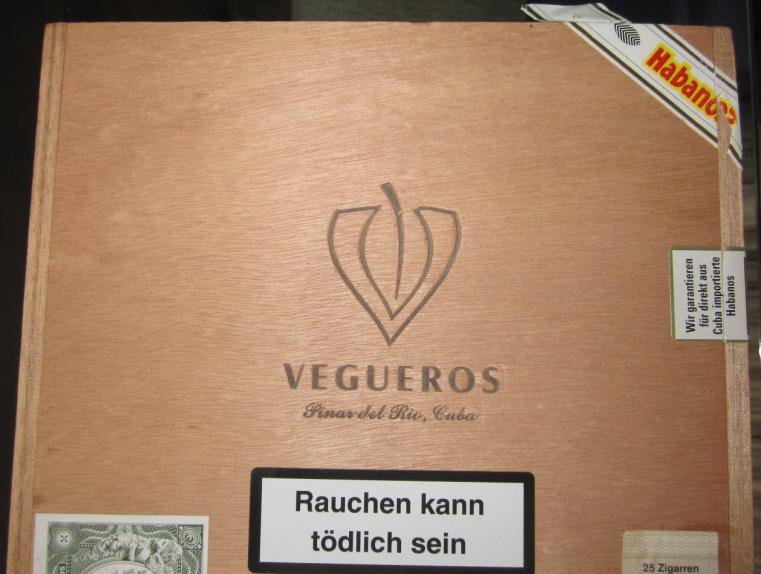 Habanos
Wir garantieren
für direkt aus
Cuba importierte
Habanos
VEGUEROS
Pinar del Rio, Cuba
Rauchen kann
tödlich sein
25 Zigarren